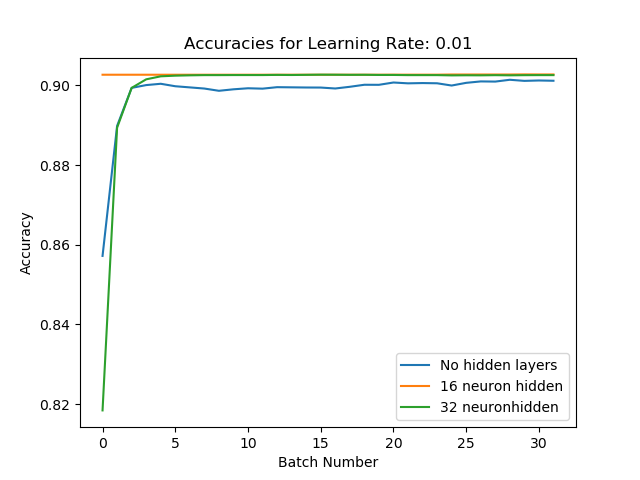 Accuracies for Learning Rate: 0.01
Accuracy
0.90
0.88
0.86
0.84
0.82
0 5 10 15 20 25 30
Batch Number
No hidden layers
16 neuron hidden
32 neuronhidden